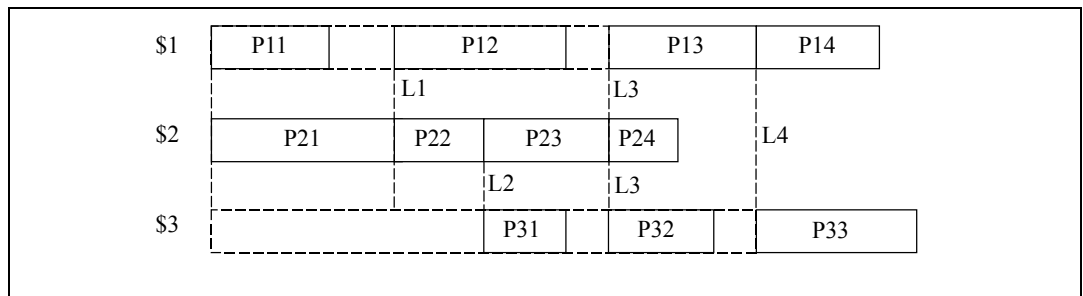 $1 P11 P12 P13 P14
L1 L3
$2 P21 P22 P23 P24 L4
L2 L3
$3 P31 P32 P33